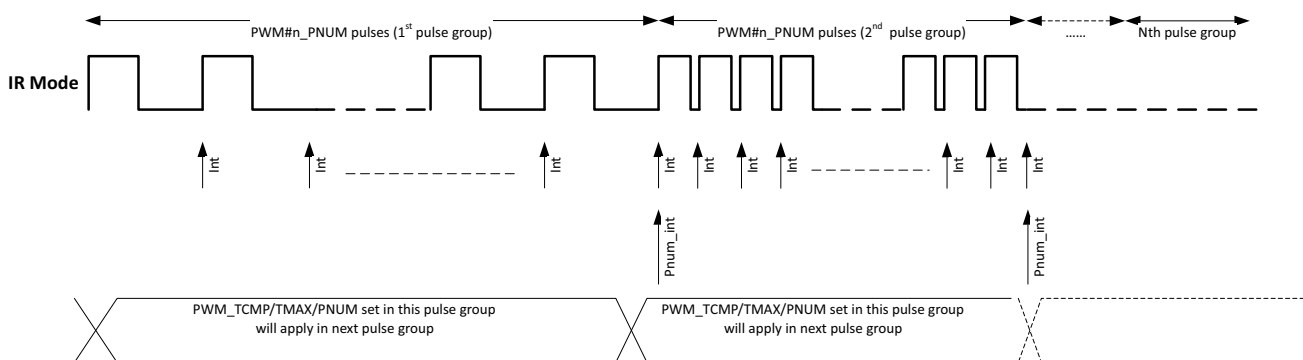 PWM#n_PNUM pulses (1st pulse group)
PWM#n_PNUM pulses (2nd pulse group)
......
Nth pulse group
IR Mode
Int
Int
Int
Int
Int
Int
Int
Int
Int
Int
Pnum_int
Pnum_int
PWM_TCMP/TMAX/PNUM set in this pulse group
will apply in next pulse group
PWM_TCMP/TMAX/PNUM set in this pulse group
will apply in next pulse group